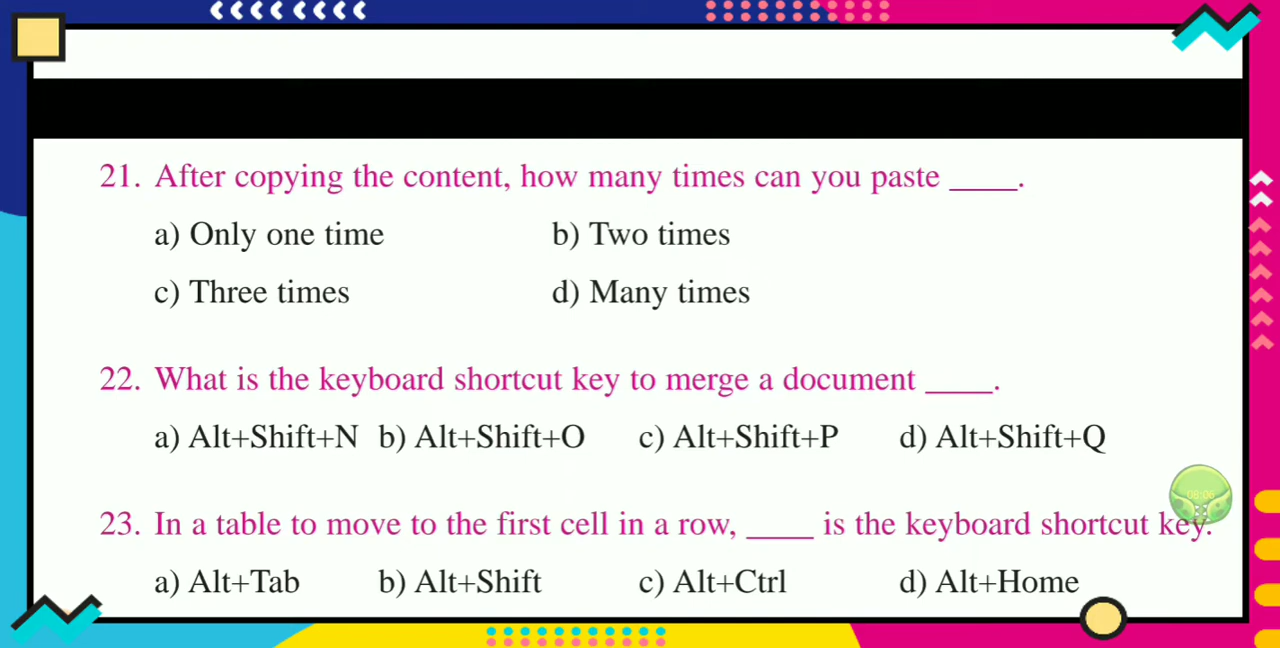 21. After copying the content, how many times can you paste ____.
a) Only one time b) Two times
c) Three times d) Many times
22. What is the keyboard shortcut key to merge a document ____.
a) Alt+Shift+N b) Alt+Shift+O c) Alt+Shift+P d) Alt+Shift+Q
08:06
23. In a table to move to the first cell in a row, ____ is the keyboard shortcut key.
a) Alt+Tab b) Alt+Shift c) Alt+Ctrl d) Alt+Home